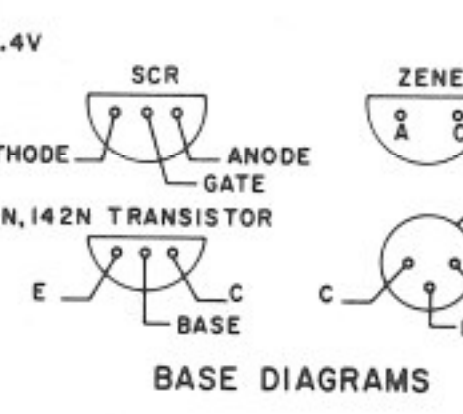 .4V
SCR
ZENE
A
THODE
ANODE
GATE
N,142N TRANSISTOR
E
C
BASE
C
BASE DIAGRAMS